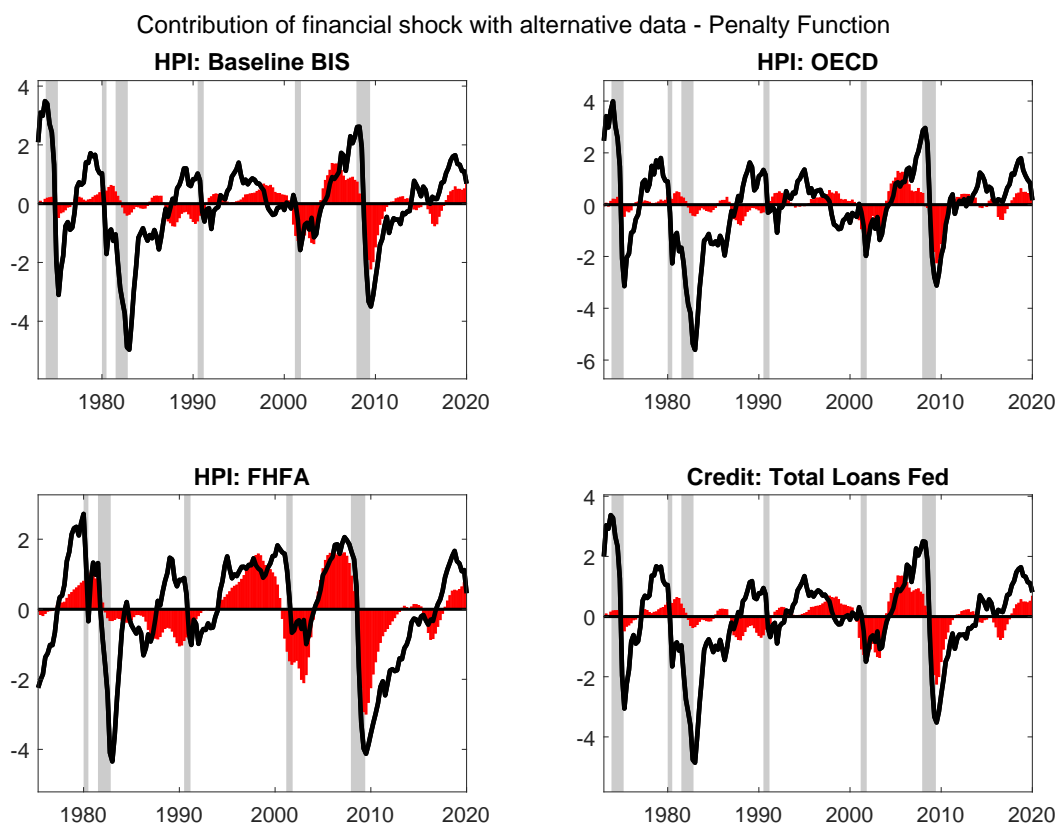 Contribution of financial shock with alternative data - Penalty Function
HPI: Baseline BIS
4
2
0
-2
-4
1980 1990 2000 2010 2020
HPI: OECD
4
2
0
-2
-4
-6
1980 1990 2000 2010 2020
HPI: FHFA
2
0
-2
-4
1980 1990 2000 2010 2020
Credit: Total Loans Fed
4
2
0
-2
-4
1980 1990 2000 2010 2020